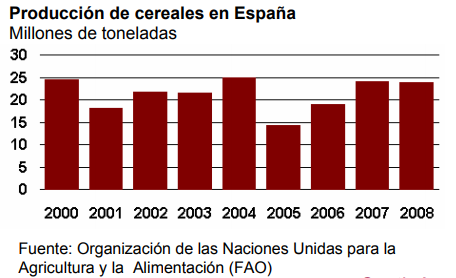 Producción de cereales en España
Millones de toneladas
30
25
20
15
10
5
0
2000 2001 2002 2003 2004 2005 2006 2007 2008
Fuente: Organización de las Naciones Unidas para la
Agricultura y la Alimentación (FAO)